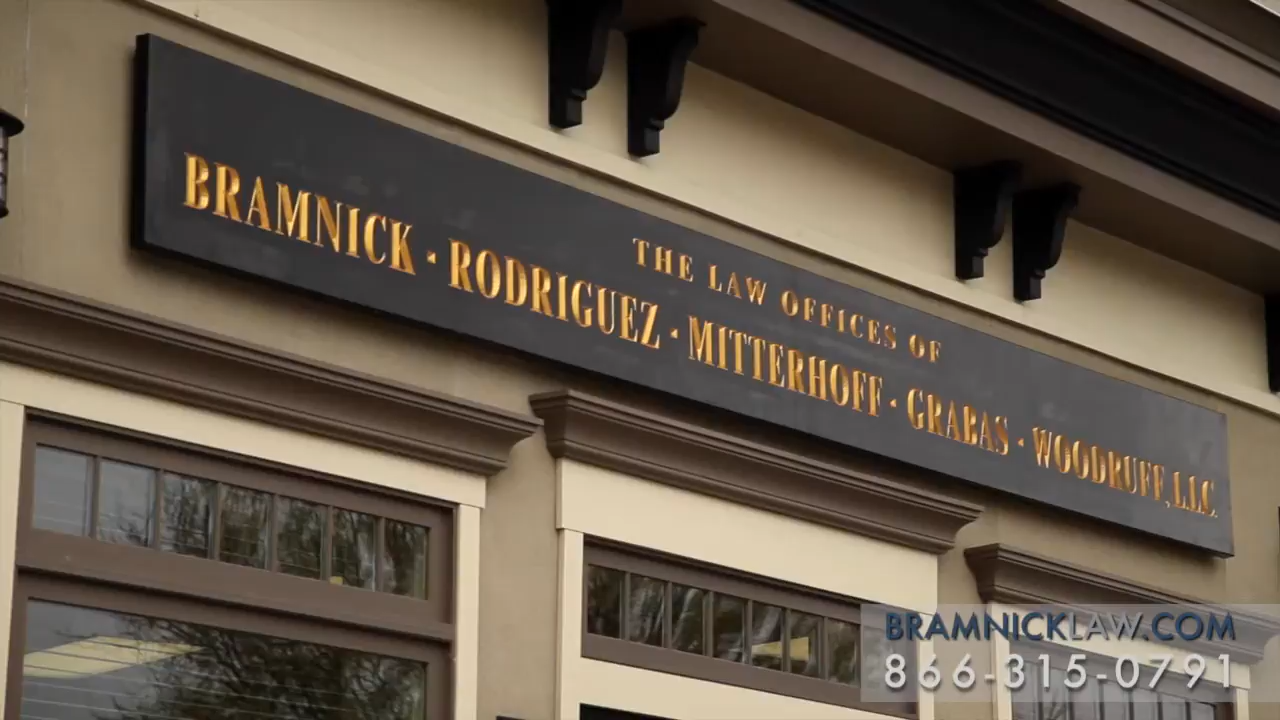 THE LAW OFFICES OF
BRAMNICK · RODRIGUEZ · MITTERHOFF · GRABAS · WOODRUFF, LLC.
BRAMNICKLAW.COM
866-315-0791